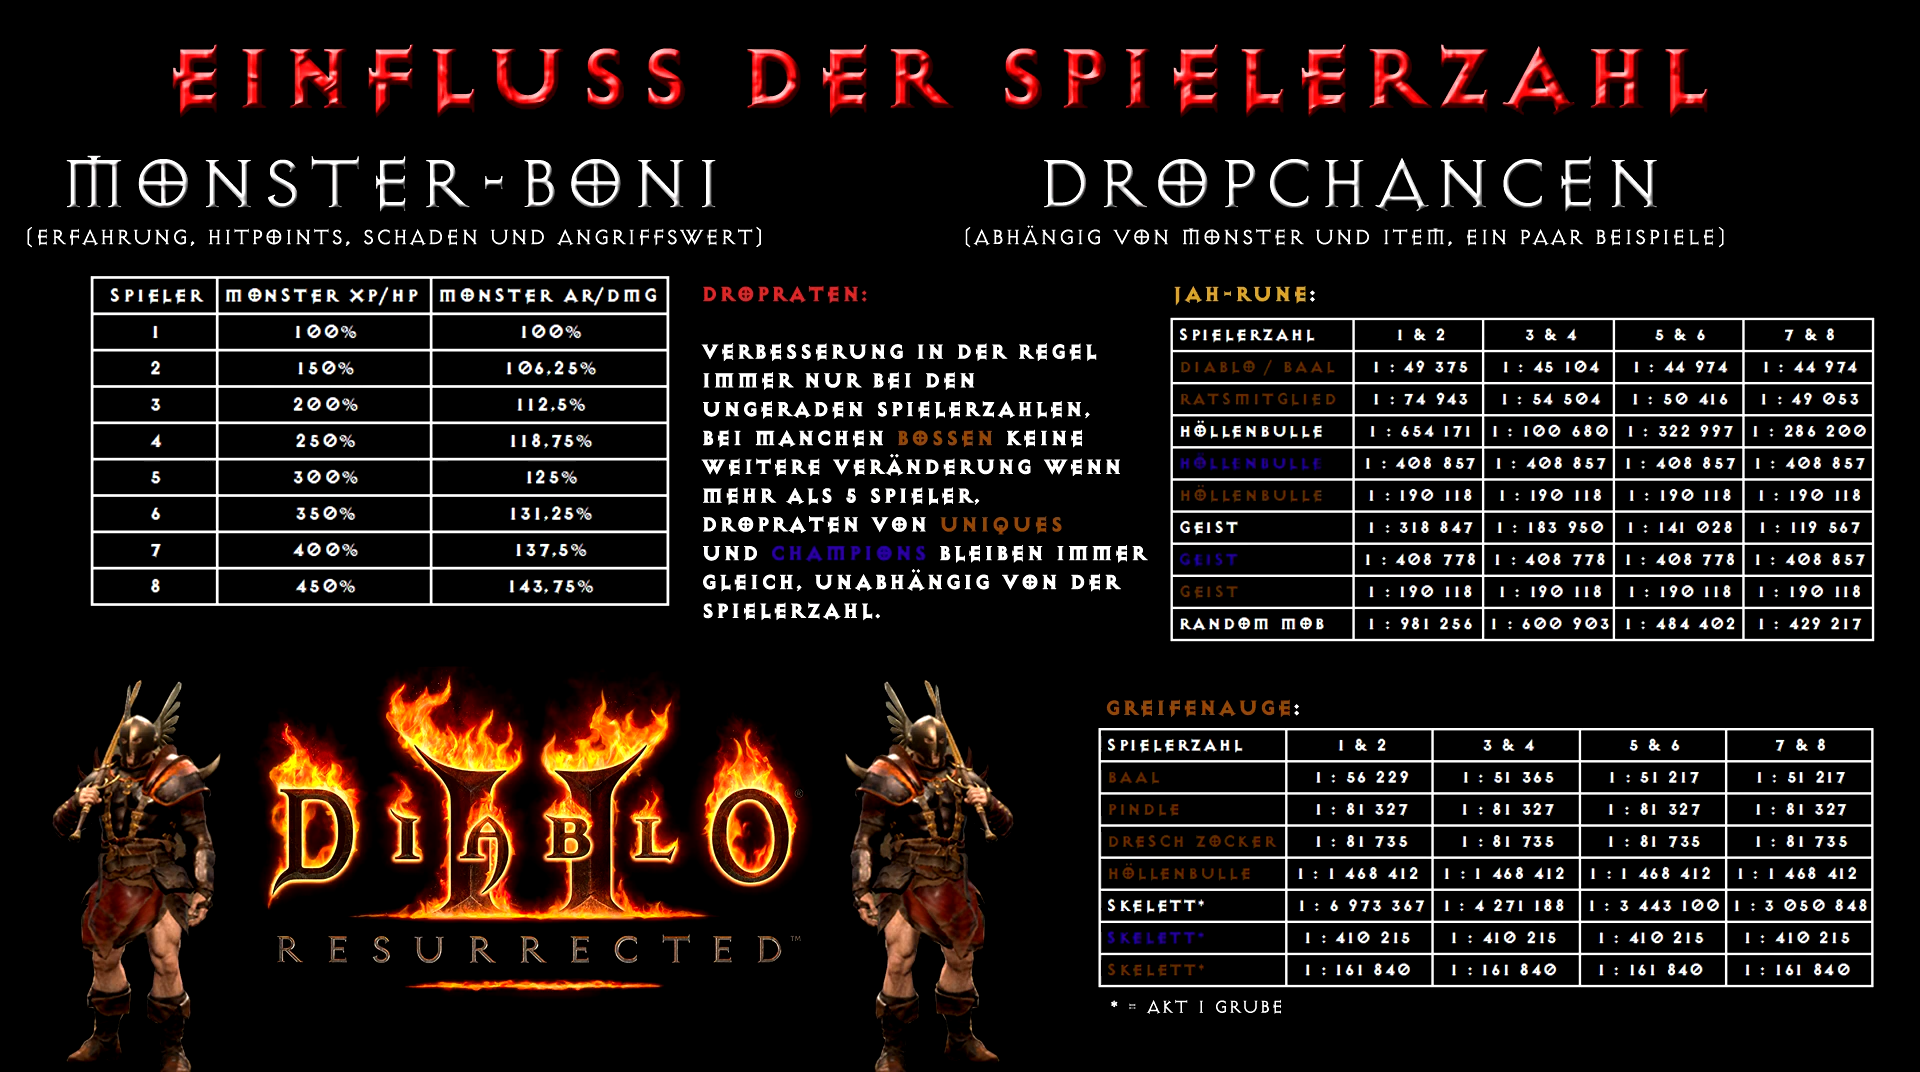 EINFLUSS DER SPIELERZAHL
MONSTER-BONI
(ERFAHRUNG, HITPOINTS, SCHADEN UND ANGRIFFSWERT)
SPIELER MONSTER XP/HP MONSTER AR/DMG
1 100% 100%
2 150% 106,25%
3 200% 112,5%
4 250% 118,75%
5 300% 125%
6 350% 131,25%
7 400% 137,5%
8 450% 143,75%
DROPCHANCEN
(ABHÄNGIG VON MONSTER UND ITEM, EIN PAAR BEISPIELE)
DROPRATEN:
VERBESSERUNG IN DER REGEL
IMMER NUR BEI DEN
UNGERADEN SPIELERZAHLEN,
BEI MANCHEN BOSSEN KEINE
WEITERE VERÄNDERUNG WENN
MEHR ALS 5 SPIELER,
DROPRATEN VON UNIQUES
UND CHAMPIONS BLEIBEN IMMER
GLEICH, UNABHÄNGIG VON DER
SPIELERZAHL.
JAH-RUNE:
SPIELERZAHL 1 & 2 3 & 4 5 & 6 7 & 8
DIABLO / BAAL 1 : 49 375 1 : 45 104 1 : 44 974 1 : 44 974
RATSMITGLIED 1 : 74 943 1 : 54 504 1 : 50 416 1 : 49 053
HÖLLENBULLE 1 : 654 171 1 : 100 680 1 : 322 997 1 : 286 200
HÖLLENBULLE 1 : 408 857 1 : 408 857 1 : 408 857 1 : 408 857
HÖLLENBULLE 1 : 190 118 1 : 190 118 1 : 190 118 1 : 190 118
GEIST 1 : 318 847 1 : 183 950 1 : 141 028 1 : 119 567
GEIST 1 : 408 778 1 : 408 778 1 : 408 778 1 : 408 857
GEIST 1 : 190 118 1 : 190 118 1 : 190 118 1 : 190 118
RANDOM MOB 1 : 981 256 1 : 600 903 1 : 484 402 1 : 429 217
GREIFENAUGE:
SPIELERZAHL 1 & 2 3 & 4 5 & 6 7 & 8
BAAL 1 : 56 229 1 : 51 365 1 : 51 217 1 : 51 217
PINDLE 1 : 81 327 1 : 81 327 1 : 81 327 1 : 81 327
DRESCH ZOCKER 1 : 81 735 1 : 81 735 1 : 81 735 1 : 81 735
HÖLLENBULLE 1 : 1 468 412 1 : 1 468 412 1 : 1 468 412 1 : 1 468 412
SKELETT* 1 : 6 973 367 1 : 4 271 188 1 : 3 443 100 1 : 3 050 848
SKELETT* 1 : 410 215 1 : 410 215 1 : 410 215 1 : 410 215
SKELETT* 1 : 161 840 1 : 161 840 1 : 161 840 1 : 161 840
* = AKT I GRUBE
DIABLO II ®
RESURRECTED™